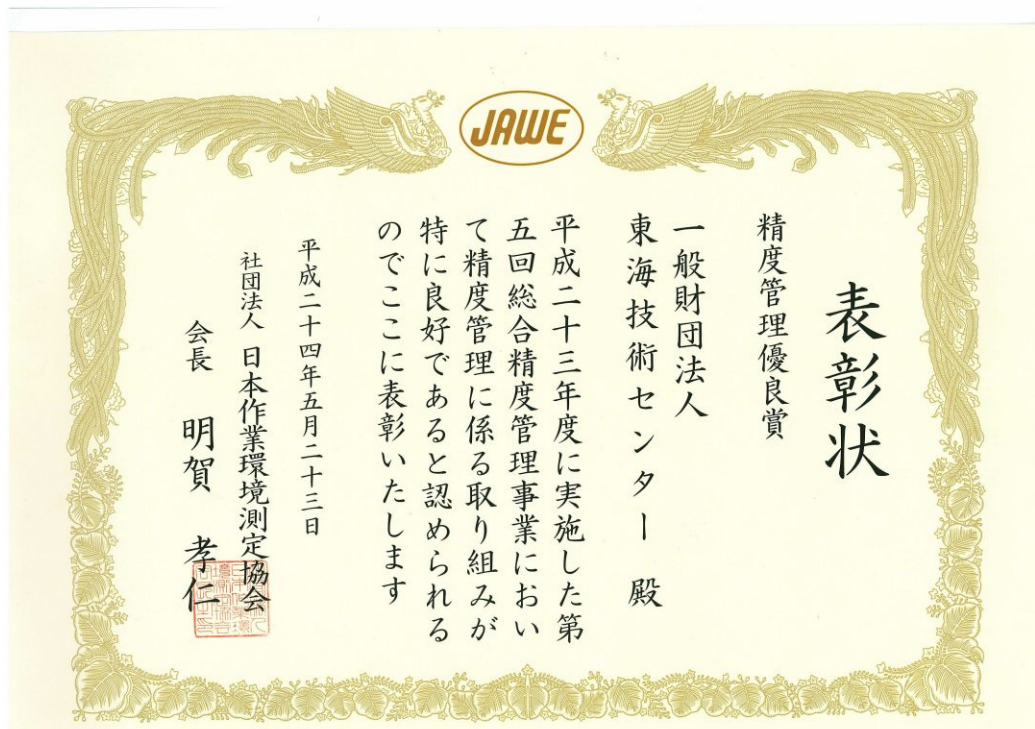 JAWE
表彰状
精度管理優良賞
一般財団法人
東海技術センター 殿
平成二十三年度に実施した第
五回総合精度管理事業におい
て精度管理に係る取り組みが
特に良好であると認められる
のでここに表彰いたします
平成二十四年五月二十三日
社団法人 日本作業環境測定協会
会長 明賀 孝仁